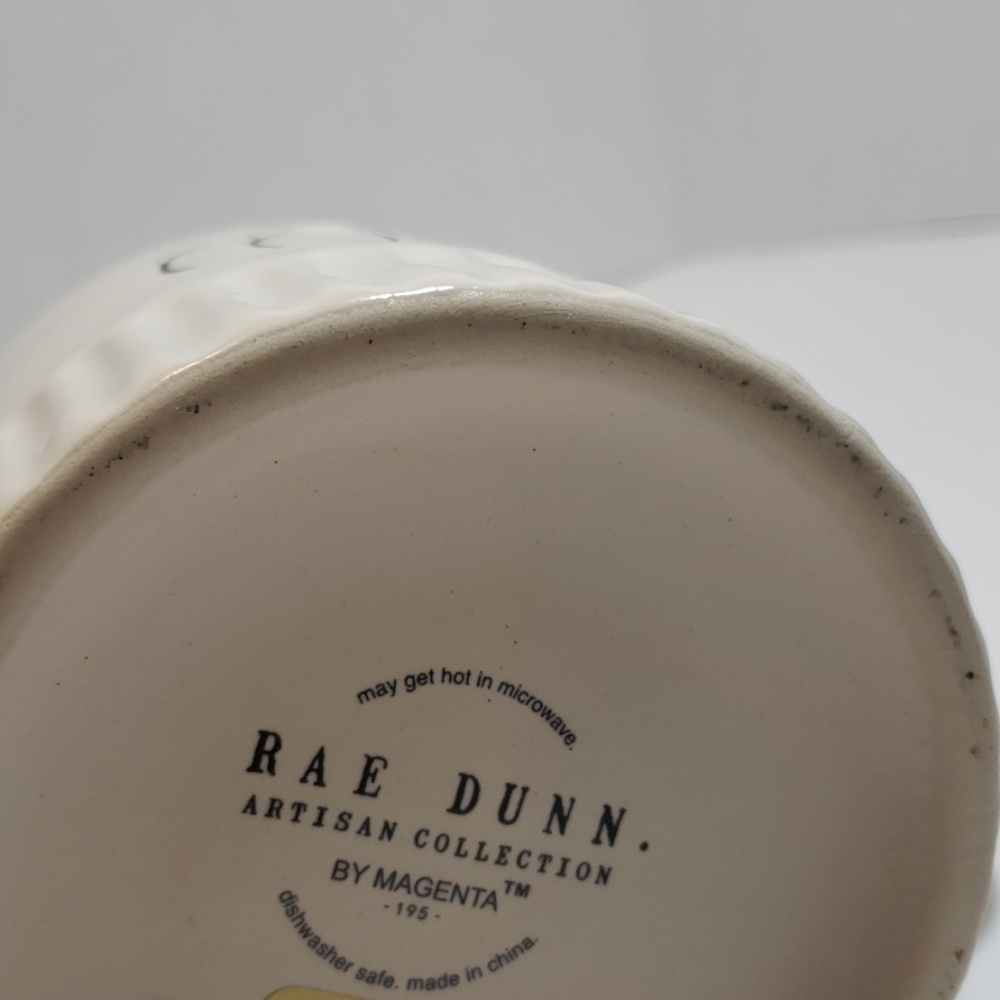 may get hot in microwave.
RAE DUNN.
ARTISAN COLLECTION
BY MAGENTA™
-195-
dishwasher safe. made in china.